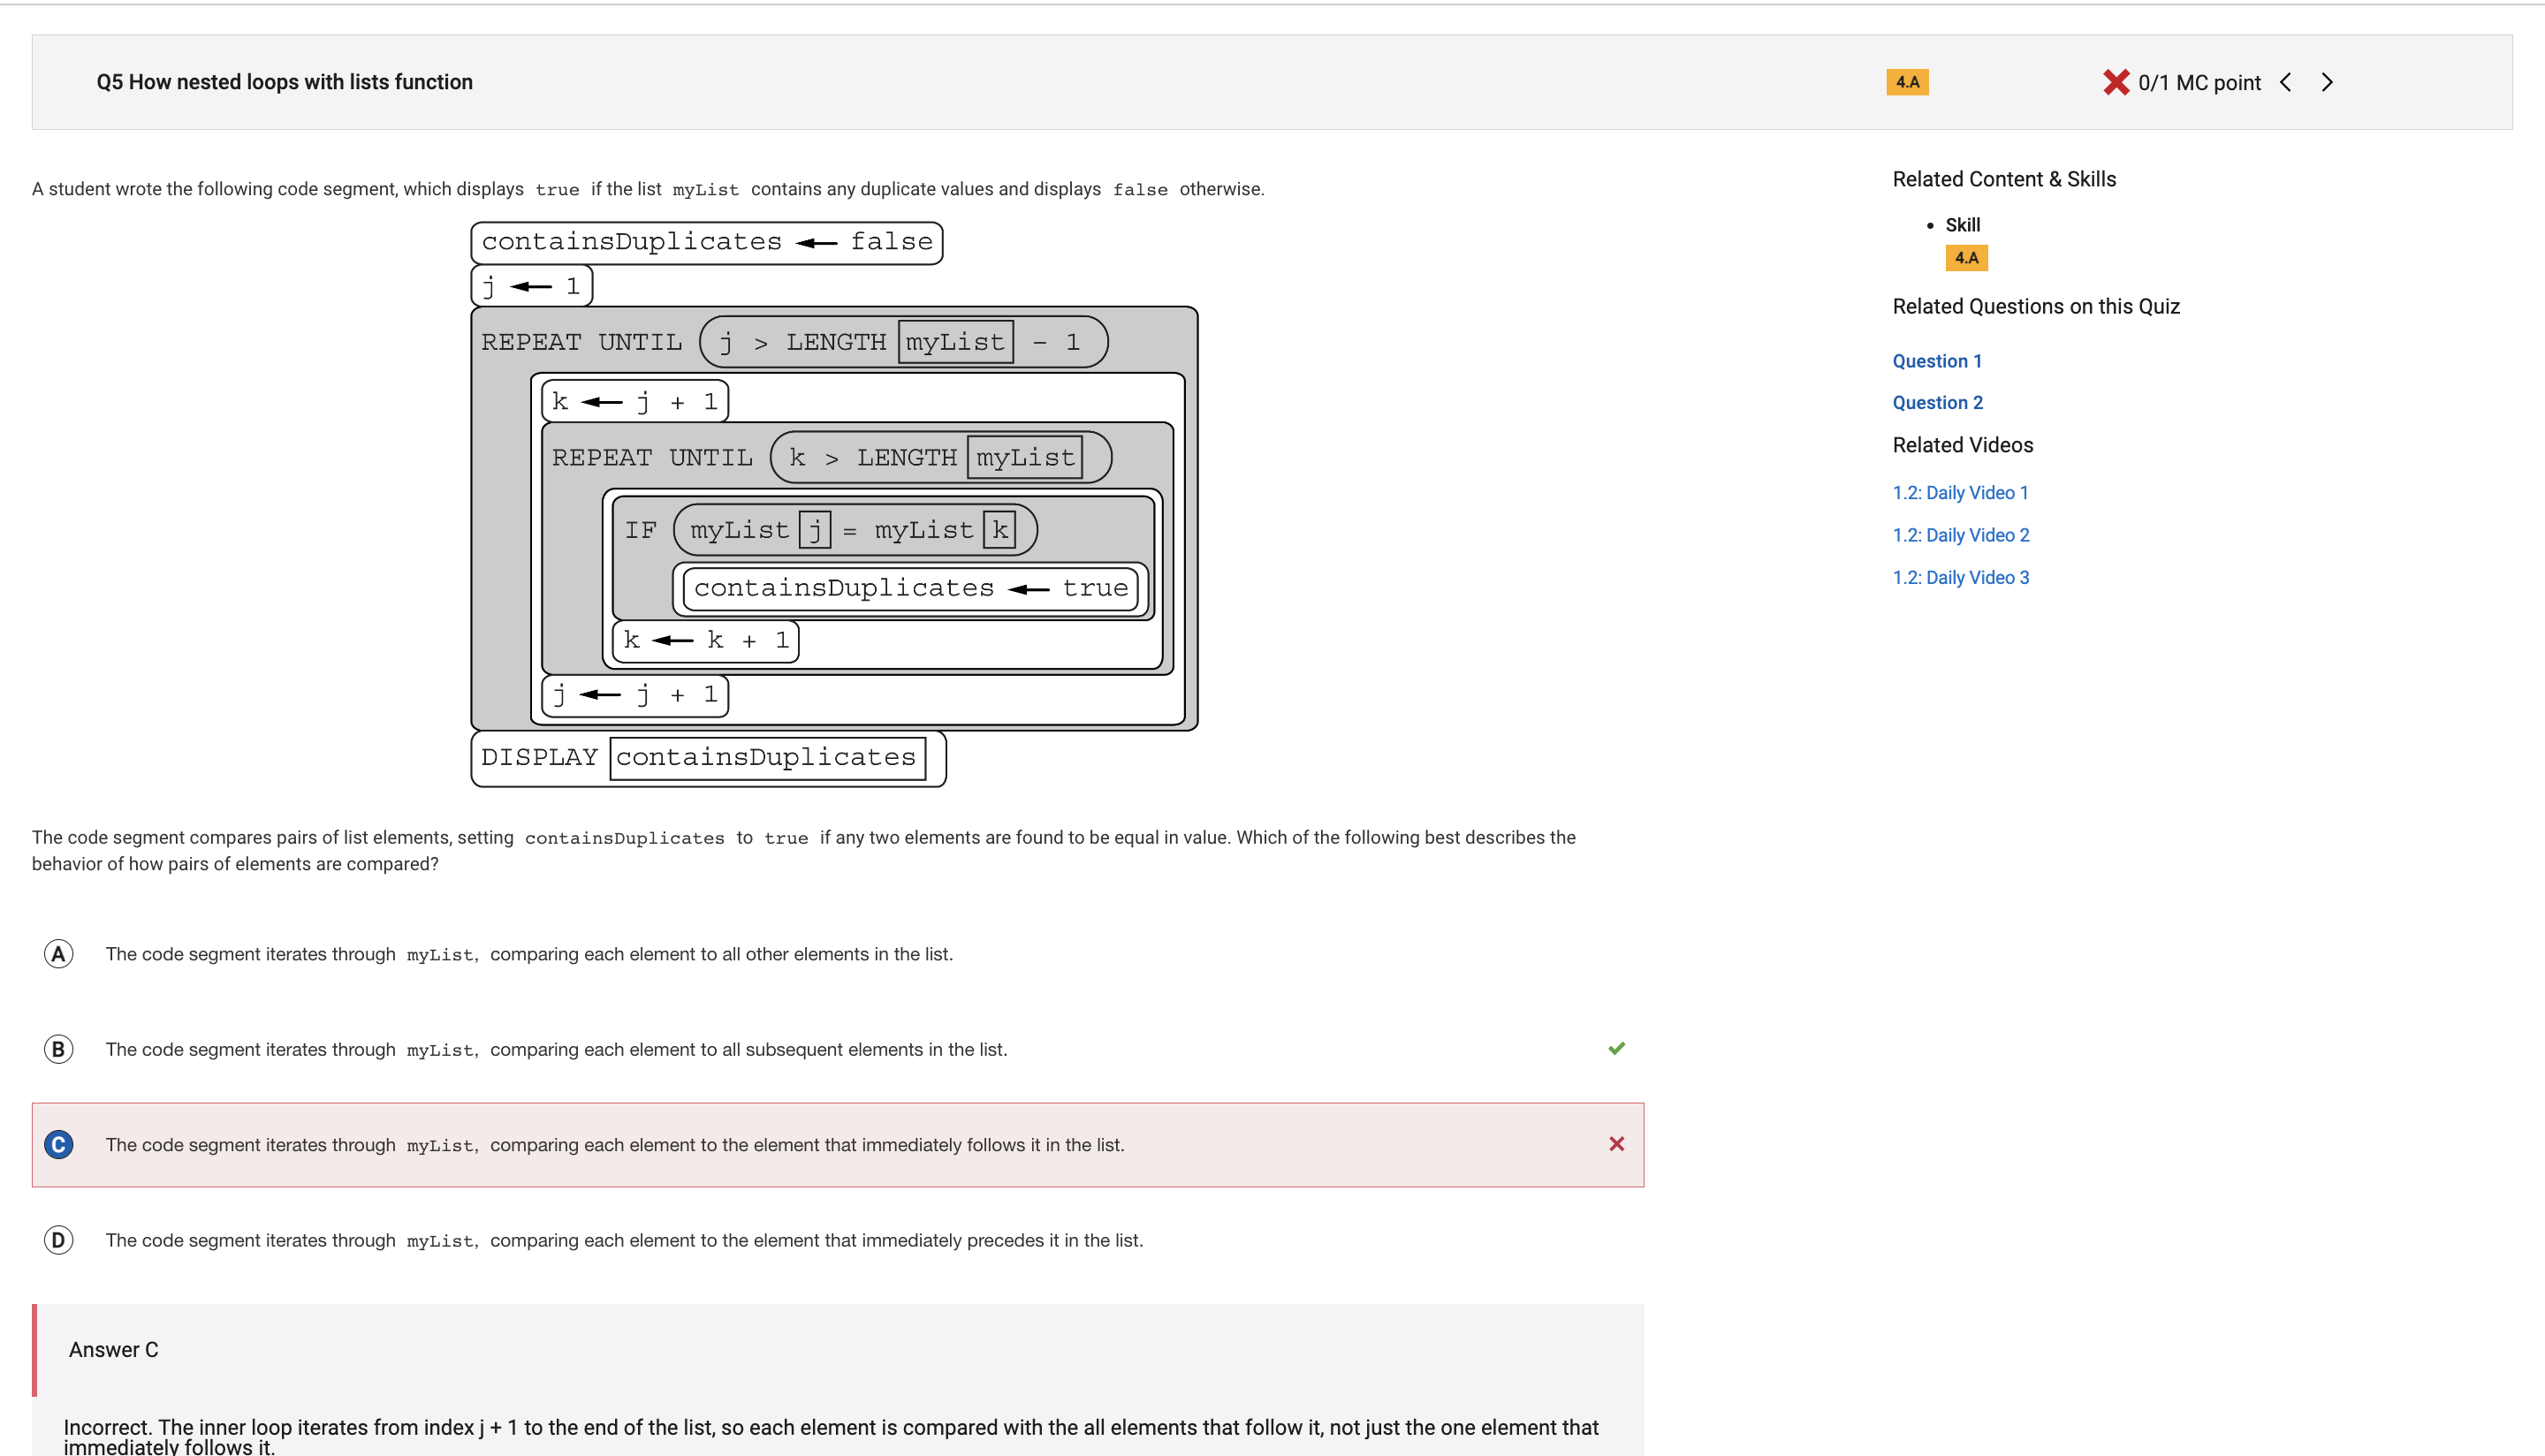 Q5 How nested loops with lists function
4.A
0/1 MC point
A student wrote the following code segment, which displays true if the list myList contains any duplicate values and displays false otherwise.
containsDuplicates ← false
j ← 1
REPEAT UNTIL j > LENGTH myList - 1
k ← j + 1
REPEAT UNTIL k > LENGTH myList
IF myList j = myList k
containsDuplicates ← true
k ← k + 1
j ← j + 1
DISPLAY containsDuplicates
The code segment compares pairs of list elements, setting containsDuplicates to true if any two elements are found to be equal in value. Which of the following best describes the
behavior of how pairs of elements are compared?
A The code segment iterates through myList, comparing each element to all other elements in the list.
B The code segment iterates through myList, comparing each element to all subsequent elements in the list.
C The code segment iterates through myList, comparing each element to the element that immediately follows it in the list.
D The code segment iterates through myList, comparing each element to the element that immediately precedes it in the list.
Answer C
Incorrect. The inner loop iterates from index j + 1 to the end of the list, so each element is compared with the all elements that follow it, not just the one element that
immediately follows it.
Related Content & Skills
• Skill
4.A
Related Questions on this Quiz
Question 1
Question 2
Related Videos
1.2: Daily Video 1
1.2: Daily Video 2
1.2: Daily Video 3